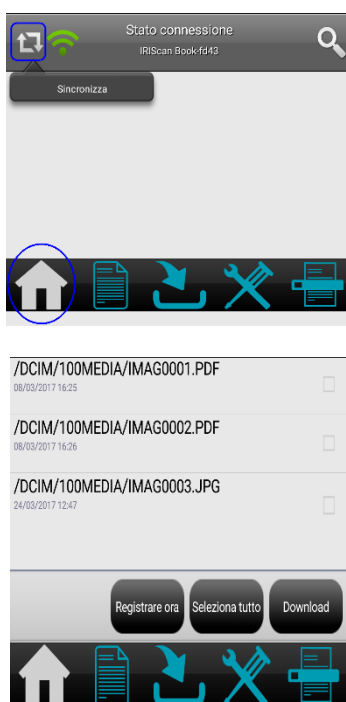 Stato connessione
IRIScan Book-fd43
Sincronizza
/DCIM/100MEDIA/IMAG0001.PDF
08/03/2017 16:25
/DCIM/100MEDIA/IMAG0002.PDF
08/03/2017 16:26
/DCIM/100MEDIA/IMAG0003.JPG
24/03/2017 12:47
Registrare ora Seleziona tutto Download